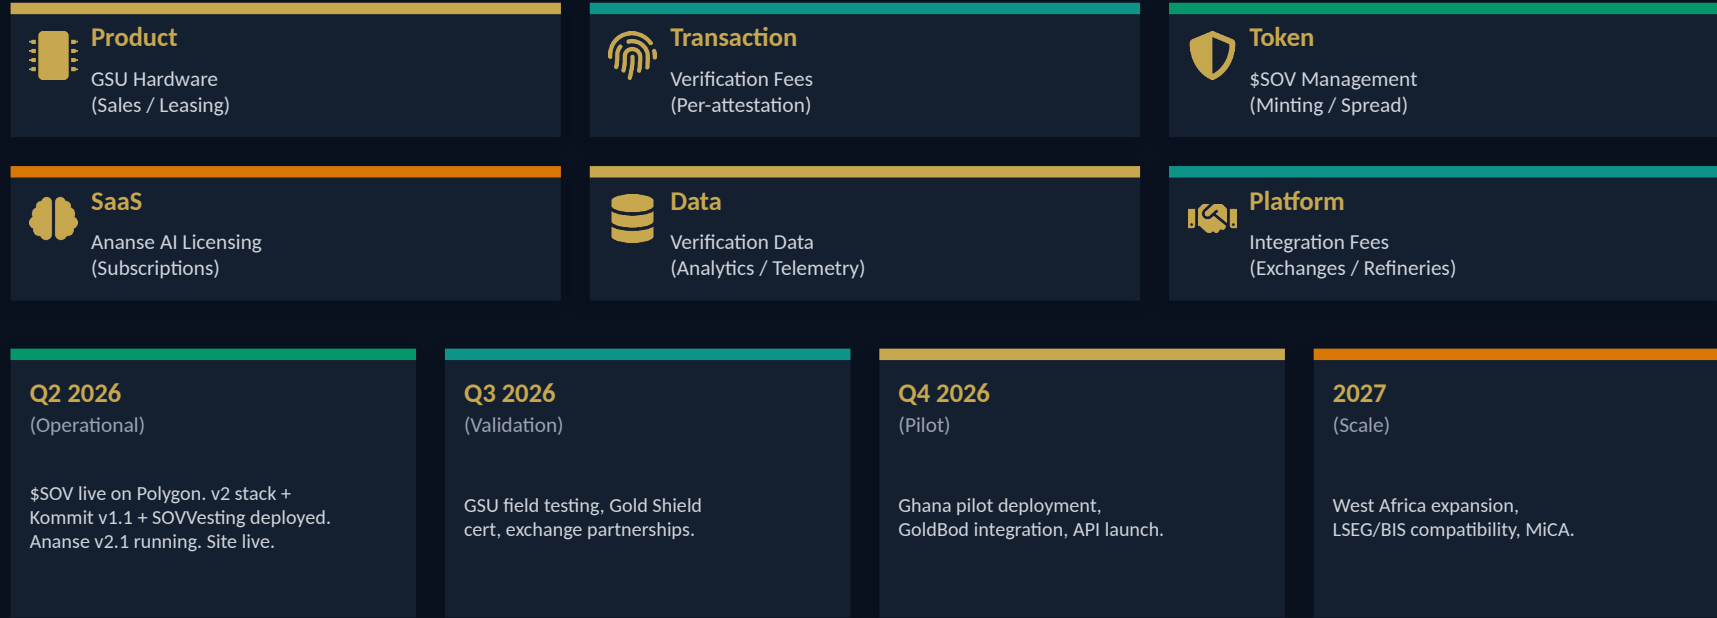 Product
GSU Hardware
(Sales / Leasing)
Transaction
Verification Fees
(Per-attestation)
Token
$SOV Management
(Minting / Spread)
SaaS
Ananse AI Licensing
(Subscriptions)
Data
Verification Data
(Analytics / Telemetry)
Platform
Integration Fees
(Exchanges / Refineries)
Q2 2026
(Operational)
$SOV live on Polygon. v2 stack +
Kommit v1.1 + SOVVesting deployed.
Ananse v2.1 running. Site live.
Q3 2026
(Validation)
GSU field testing, Gold Shield
cert, exchange partnerships.
Q4 2026
(Pilot)
Ghana pilot deployment,
GoldBod integration, API launch.
2027
(Scale)
West Africa expansion,
LSEG/BIS compatibility, MiCA.